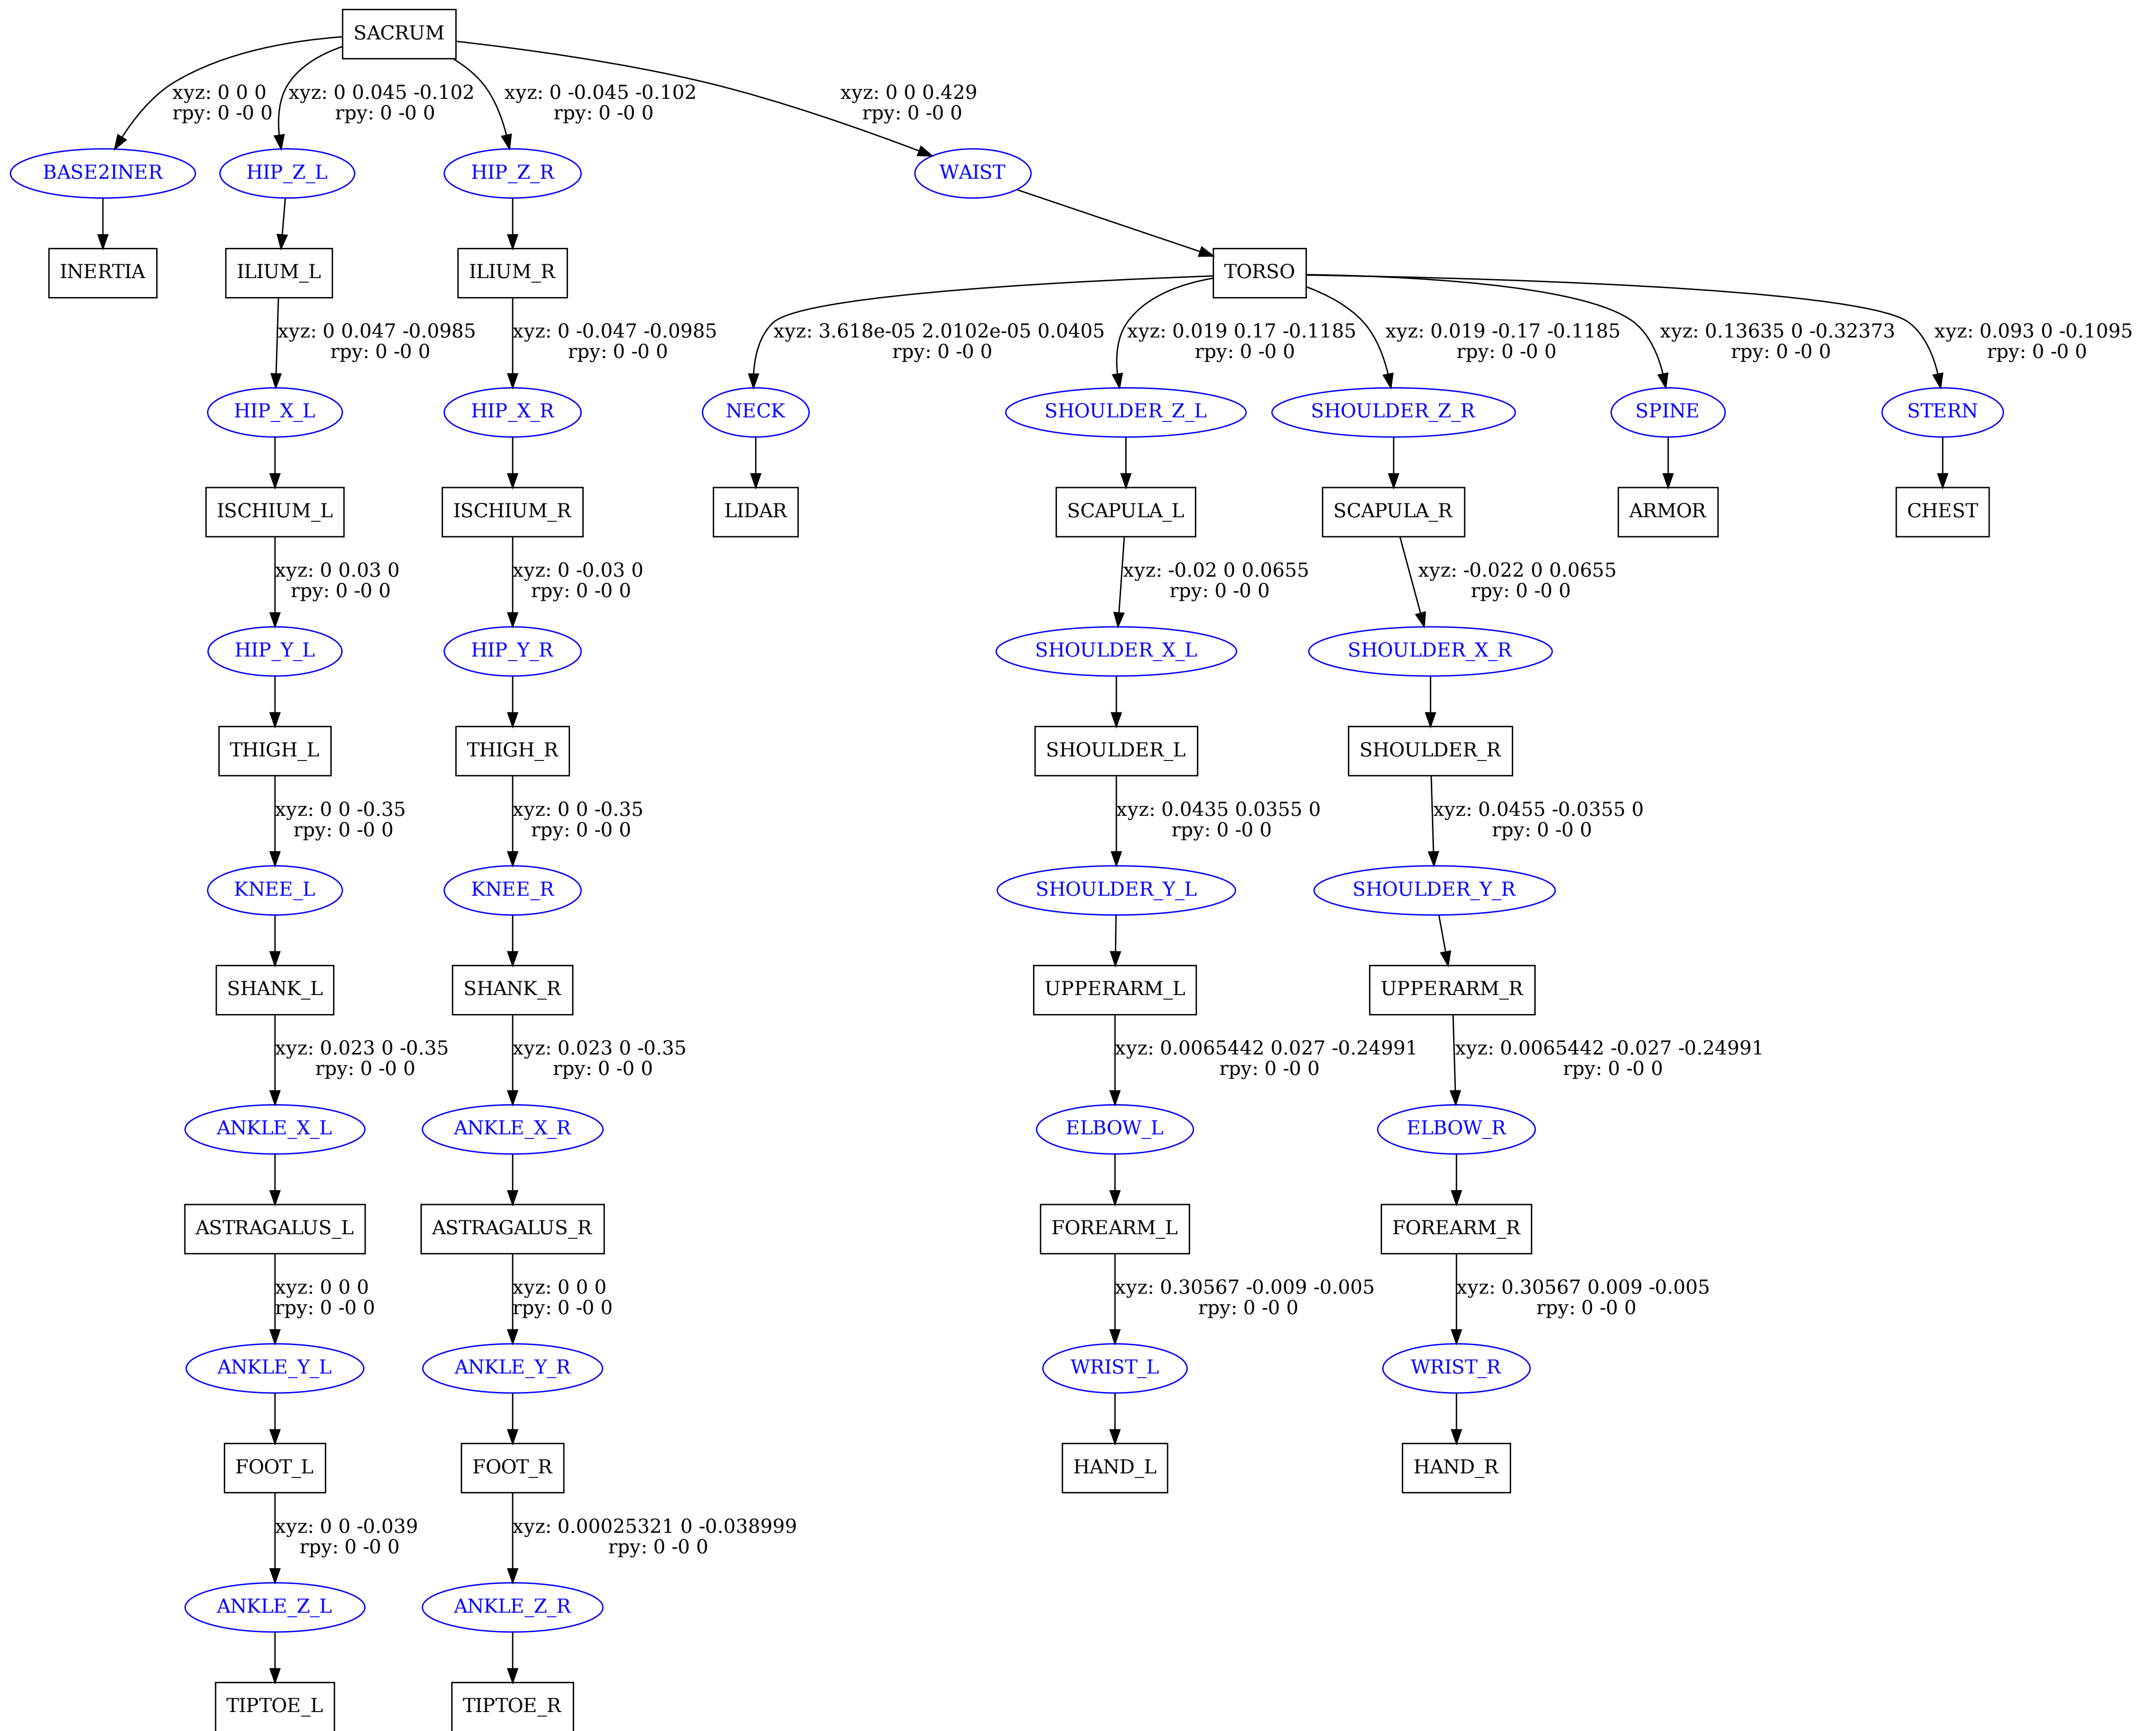 SACRUM
xyz: 0 0 0
rpy: 0 -0 0
xyz: 0 0.045 -0.102
rpy: 0 -0 0
xyz: 0 -0.045 -0.102
rpy: 0 -0 0
xyz: 0 0 0.429
rpy: 0 -0 0
BASE2INER
HIP_Z_L
HIP_Z_R
WAIST
INERTIA
ILIUM_L
ILIUM_R
TORSO
xyz: 0 0.047 -0.0985
rpy: 0 -0 0
xyz: 0 -0.047 -0.0985
rpy: 0 -0 0
xyz: 3.618e-05 2.0102e-05 0.0405
rpy: 0 -0 0
xyz: 0.019 0.17 -0.1185
rpy: 0 -0 0
xyz: 0.019 -0.17 -0.1185
rpy: 0 -0 0
xyz: 0.13635 0 -0.32373
rpy: 0 -0 0
xyz: 0.093 0 -0.1095
rpy: 0 -0 0
HIP_X_L
HIP_X_R
NECK
SHOULDER_Z_L
SHOULDER_Z_R
SPINE
STERN
ISCHIUM_L
ISCHIUM_R
LIDAR
SCAPULA_L
SCAPULA_R
ARMOR
CHEST
xyz: 0 0.03 0
rpy: 0 -0 0
xyz: 0 -0.03 0
rpy: 0 -0 0
xyz: -0.02 0 0.0655
rpy: 0 -0 0
xyz: -0.022 0 0.0655
rpy: 0 -0 0
HIP_Y_L
HIP_Y_R
SHOULDER_X_L
SHOULDER_X_R
THIGH_L
THIGH_R
SHOULDER_L
SHOULDER_R
xyz: 0 0 -0.35
rpy: 0 -0 0
xyz: 0 0 -0.35
rpy: 0 -0 0
xyz: 0.0435 0.0355 0
rpy: 0 -0 0
xyz: 0.0455 -0.0355 0
rpy: 0 -0 0
KNEE_L
KNEE_R
SHOULDER_Y_L
SHOULDER_Y_R
SHANK_L
SHANK_R
UPPERARM_L
UPPERARM_R
xyz: 0.023 0 -0.35
rpy: 0 -0 0
xyz: 0.023 0 -0.35
rpy: 0 -0 0
xyz: 0.0065442 0.027 -0.24991
rpy: 0 -0 0
xyz: 0.0065442 -0.027 -0.24991
rpy: 0 -0 0
ANKLE_X_L
ANKLE_X_R
ELBOW_L
ELBOW_R
ASTRAGALUS_L
ASTRAGALUS_R
FOREARM_L
FOREARM_R
xyz: 0 0 0
rpy: 0 -0 0
xyz: 0 0 0
rpy: 0 -0 0
xyz: 0.30567 -0.009 -0.005
rpy: 0 -0 0
xyz: 0.30567 0.009 -0.005
rpy: 0 -0 0
ANKLE_Y_L
ANKLE_Y_R
WRIST_L
WRIST_R
FOOT_L
FOOT_R
HAND_L
HAND_R
xyz: 0 0 -0.039
rpy: 0 -0 0
xyz: 0.00025321 0 -0.038999
rpy: 0 -0 0
ANKLE_Z_L
ANKLE_Z_R
TIPTOE_L
TIPTOE_R